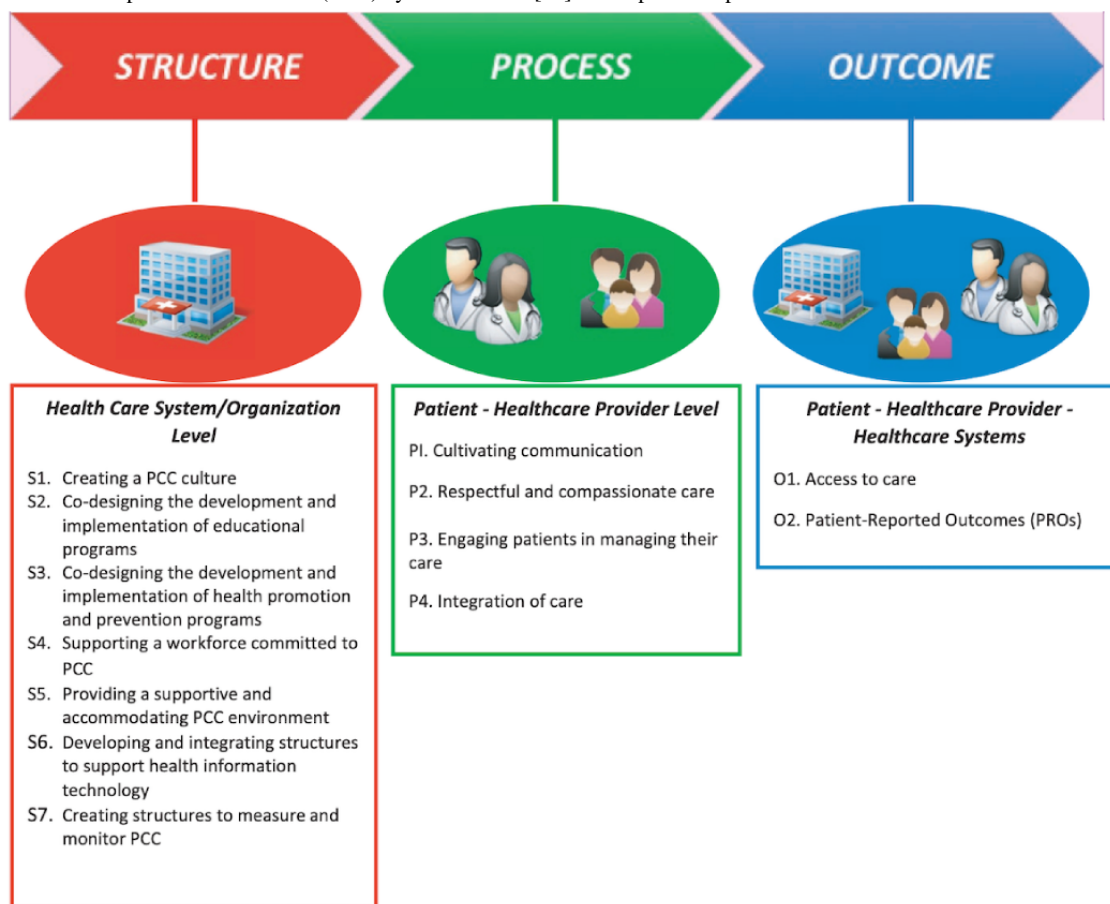 STRUCTURE
PROCESS
OUTCOME
Health Care System/Organization
Level
S1. Creating a PCC culture
S2. Co-designing the development and
implementation of educational
programs
S3. Co-designing the development and
implementation of health promotion
and prevention programs
S4. Supporting a workforce committed to
PCC
S5. Providing a supportive and
accommodating PCC environment
S6. Developing and integrating structures
to support health information
technology
S7. Creating structures to measure and
monitor PCC
Patient - Healthcare Provider Level
PI. Cultivating communication
P2. Respectful and compassionate care
P3. Engaging patients in managing their
care
P4. Integration of care
Patient - Healthcare Provider -
Healthcare Systems
O1. Access to care
O2. Patient-Reported Outcomes (PROs)